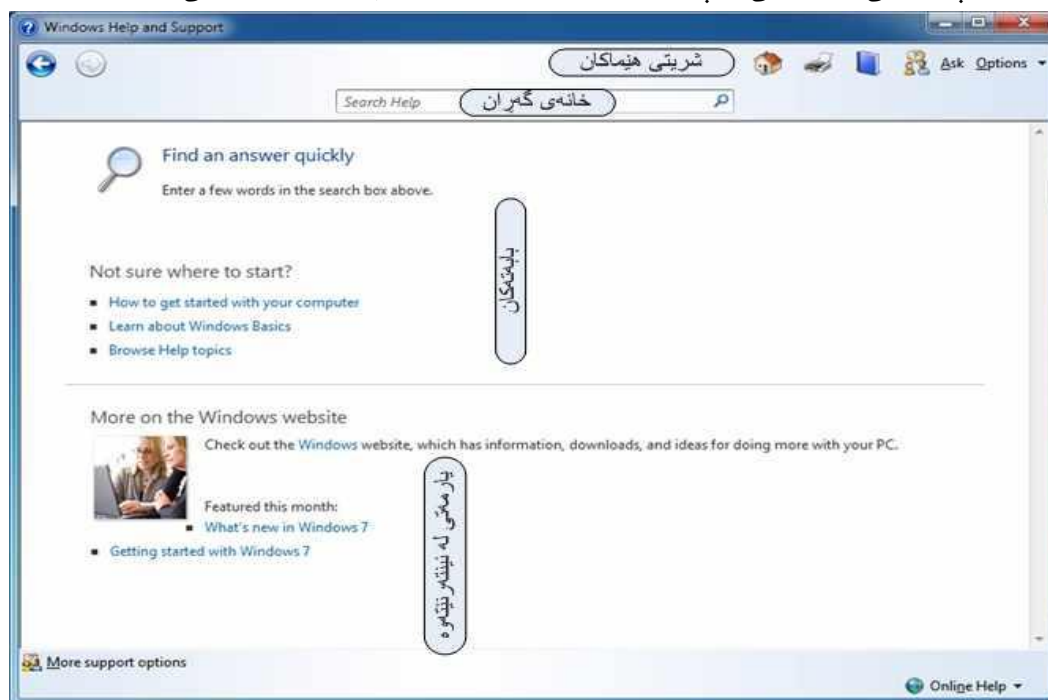 Windows Help and Support
شریتی هێماکان
Ask Options
Search Help
خانەی گەڕان
Find an answer quickly
Enter a few words in the search box above.
بابەتەکان
Not sure where to start?
How to get started with your computer
Learn about Windows Basics
Browse Help topics
More on the Windows website
Check out the Windows website, which has information, downloads, and ideas for doing more with your PC.
Featured this month:
What's new in Windows 7
Getting started with Windows 7
یارمەتی لە ئینتەرنێتەوە
More support options
Online Help